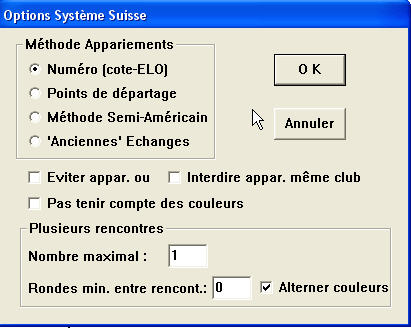 Options Système Suisse
Méthode Appariements
Numéro (cote-ELO)
Points de départage
Méthode Semi-Américain
'Anciennes' Echanges
O K
Annuler
Eviter appar. ou Interdire appar. même club
Pas tenir compte des couleurs
Plusieurs rencontres
Nombre maximal : 1
Rondes min. entre rencont.: 0 Alterner couleurs